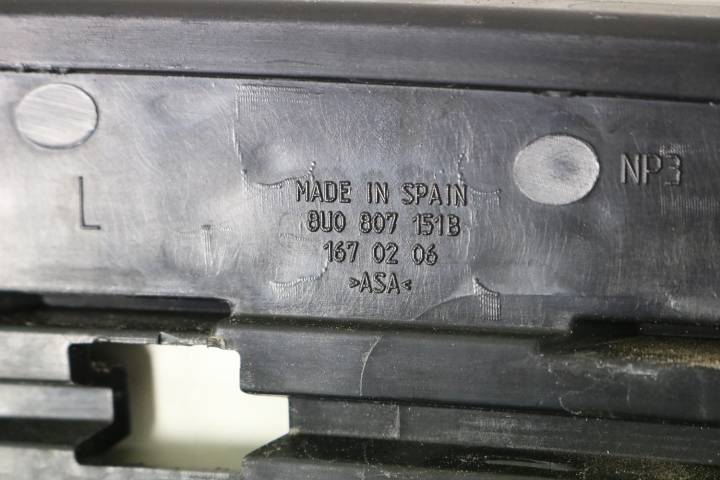 NP3
L
MADE IN SPAIN
8U0 807 151B
167 02 06
>ASA<